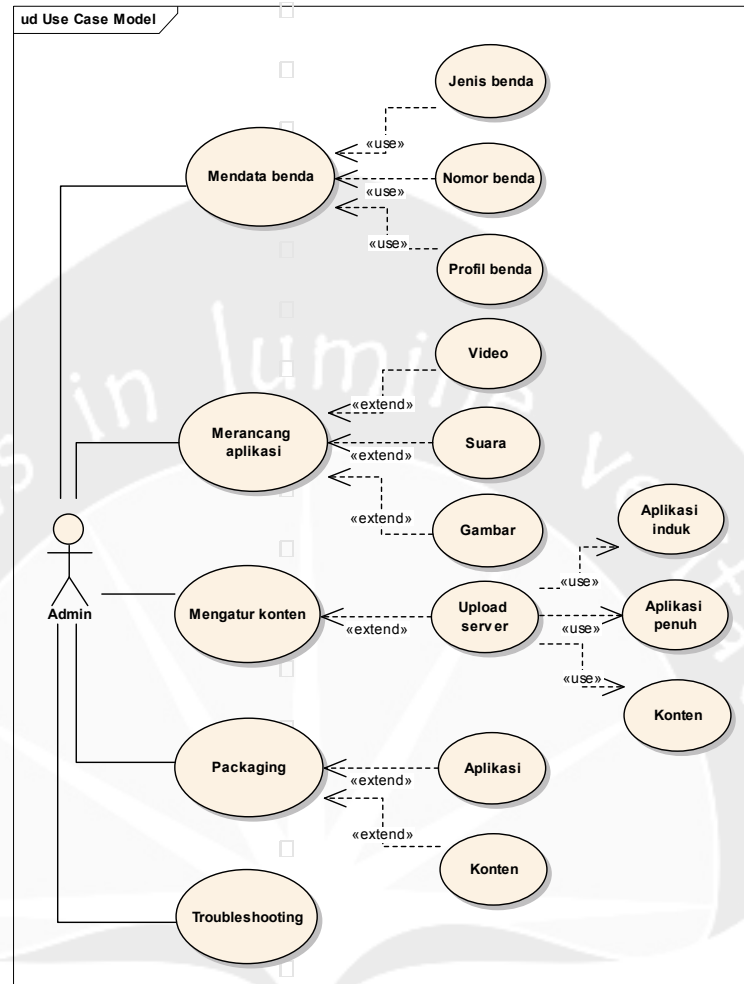 ud Use Case Model
Jenis benda
«use»
Mendata benda
Nomor benda
«use»
«use»
Profil benda
Video
«extend»
Merancang
aplikasi
Suara
«extend»
«extend»
Gambar
Aplikasi
induk
«use»
Admin
Mengatur konten
«extend»
Upload
server
Aplikasi
penuh
«use»
«use»
Konten
Packaging
Aplikasi
«extend»
«extend»
Konten
Troubleshooting
in lumine